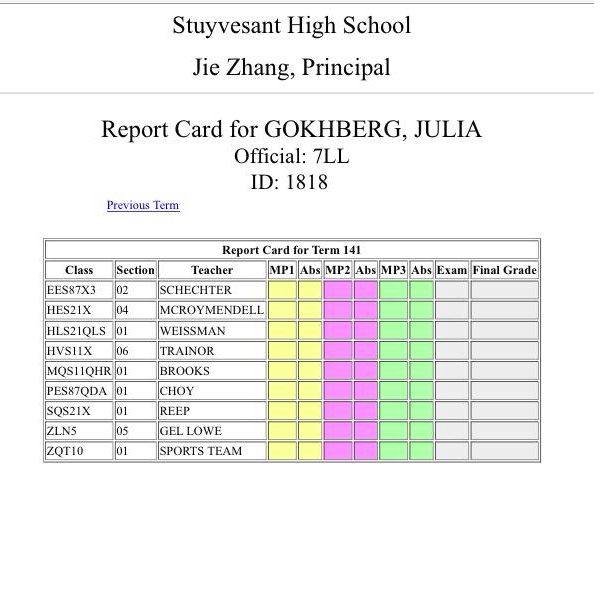 Stuyvesant High School
Jie Zhang, Principal
Report Card for GOKHBERG, JULIA
Official: 7LL
ID: 1818
Previous Term
Report Card for Term 141
Class Section Teacher MP1 Abs MP2 Abs MP3 Abs Exam Final Grade
EES87X3 02 SCHECHTER
HES21X 04 MCROYMENDELL
HLS21QLS 01 WEISSMAN
HVS11X 06 TRAINOR
MQS11QHR 01 BROOKS
PES87QDA 01 CHOY
SQS21X 01 REEP
ZLN5 05 GEL LOWE
ZQT10 01 SPORTS TEAM